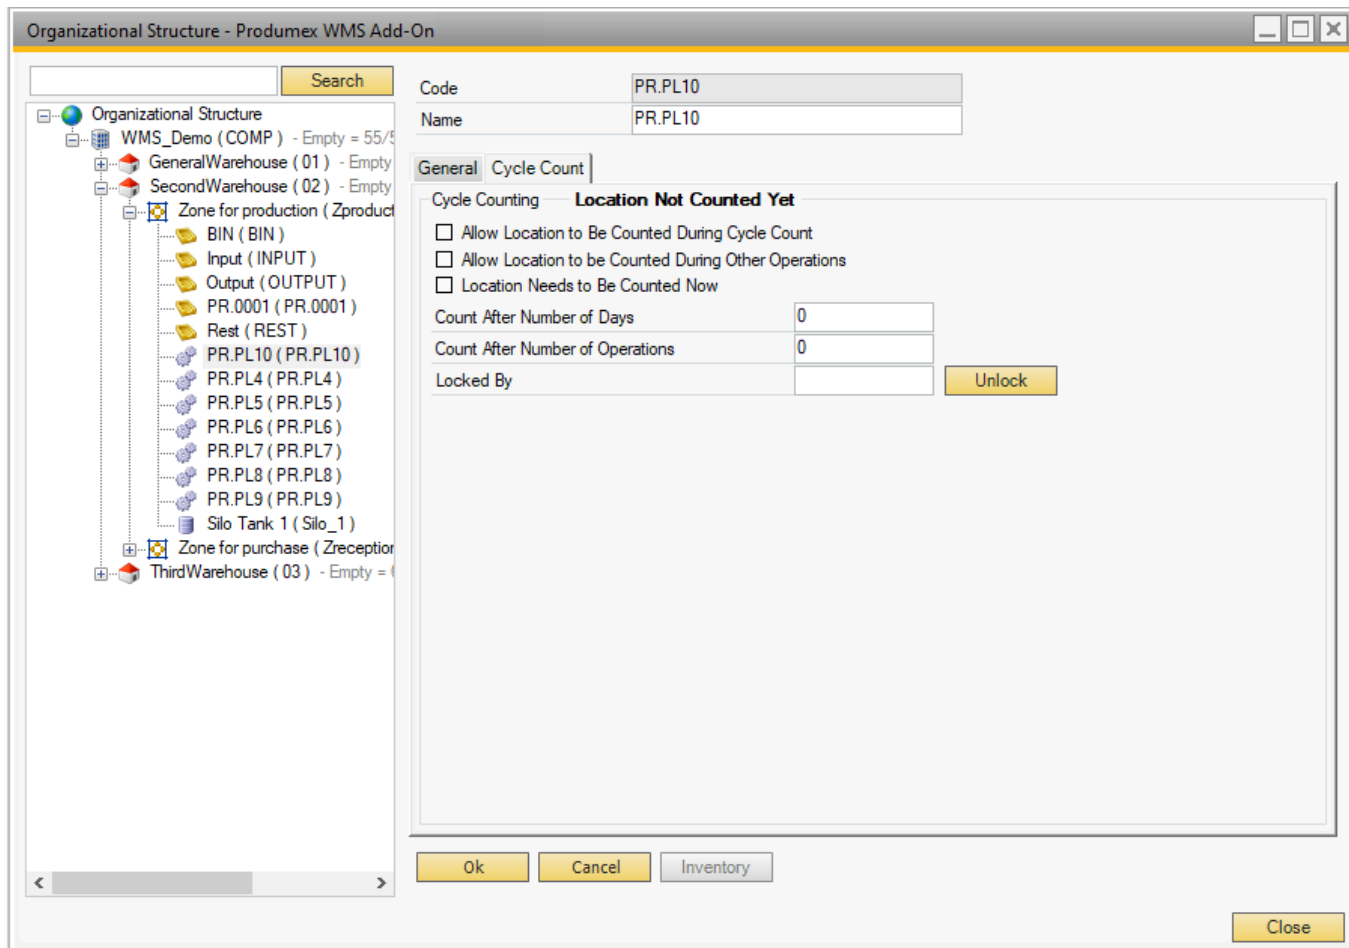 Organizational Structure - Produmex WMS Add-On
Search
Organizational Structure
WMS_Demo ( COMP ) - Empty = 55/5
GeneralWarehouse ( 01 ) - Empty
SecondWarehouse ( 02 ) - Empty
Zone for production ( Zproduct
BIN ( BIN )
Input ( INPUT )
Output ( OUTPUT )
PR.0001 ( PR.0001 )
Rest ( REST )
PR.PL10 ( PR.PL10 )
PR.PL4 ( PR.PL4 )
PR.PL5 ( PR.PL5 )
PR.PL6 ( PR.PL6 )
PR.PL7 ( PR.PL7 )
PR.PL8 ( PR.PL8 )
PR.PL9 ( PR.PL9 )
Silo Tank 1 ( Silo_1 )
Zone for purchase ( Zreception
ThirdWarehouse ( 03 ) - Empty =
Code PR.PL10
Name PR.PL10
General Cycle Count
Cycle Counting Location Not Counted Yet
Allow Location to Be Counted During Cycle Count
Allow Location to be Counted During Other Operations
Location Needs to Be Counted Now
Count After Number of Days 0
Count After Number of Operations 0
Locked By Unlock
Ok Cancel Inventory
Close